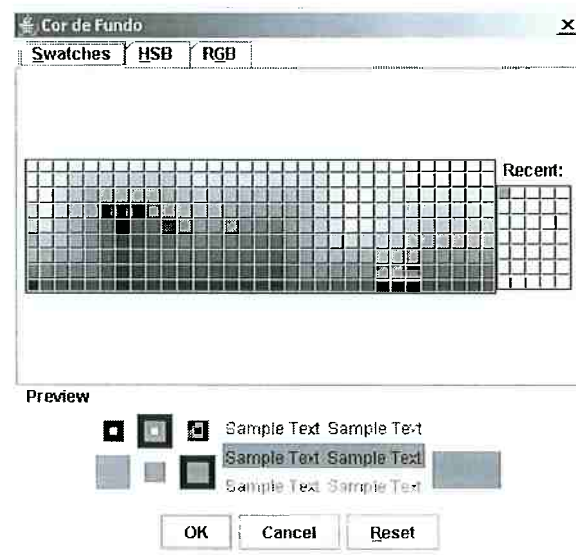 Cor de Fundo
Swatches HSB RGB
Recent:
Preview
Sample Text Sample Text
Sample Text Sample Text
Sample Text Sample Text
OK Cancel Reset